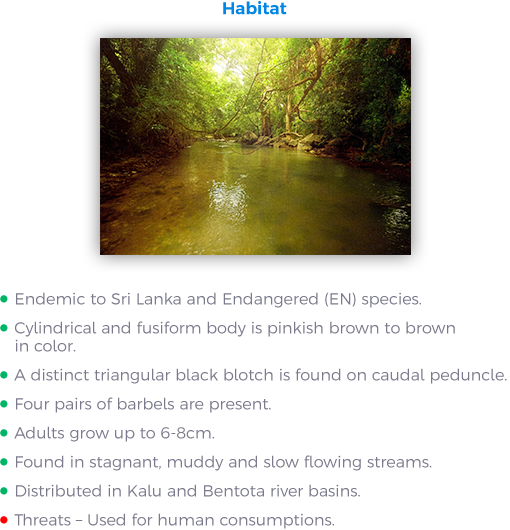 Habitat
Endemic to Sri Lanka and Endangered (EN) species.
Cylindrical and fusiform body is pinkish brown to brown
in color.
A distinct triangular black blotch is found on caudal peduncle.
Four pairs of barbels are present.
Adults grow up to 6-8cm.
Found in stagnant, muddy and slow flowing streams.
Distributed in Kalu and Bentota river basins.
Threats – Used for human consumptions.